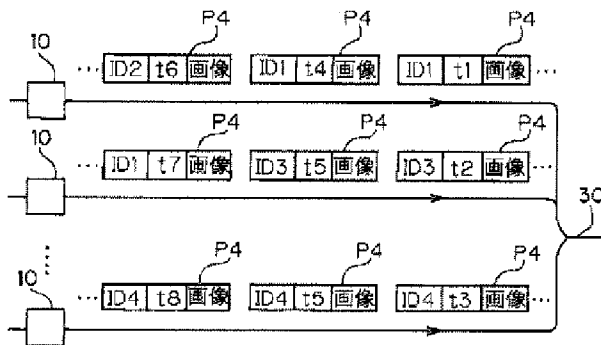 10 P4 P4 P4
… ID2 t6 画像 ID1 t4 画像 ID1 t1 画像 …
10 P4 P4 P4
… ID1 t7 画像 ID3 t5 画像 ID3 t2 画像 …
30
10 P4 P4 P4
… ID4 t8 画像 ID4 t5 画像 ID4 t3 画像 …